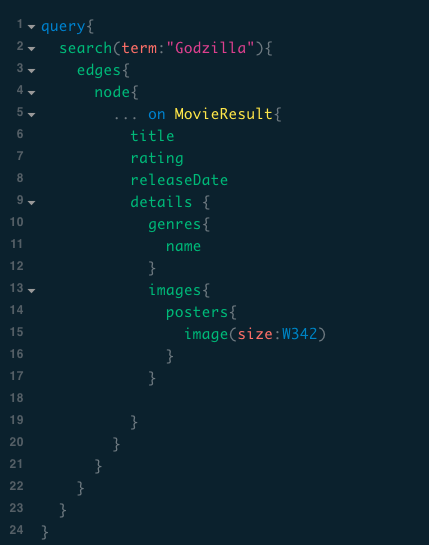 1 query{
2 search(term:"Godzilla"){
3 edges{
4 node{
5 ... on MovieResult{
6 title
7 rating
8 releaseDate
9 details {
10 genres{
11 name
12 }
13 images{
14 posters{
15 image(size:W342)
16 }
17 }
18
19 }
20 }
21 }
22 }
23 }
24 }